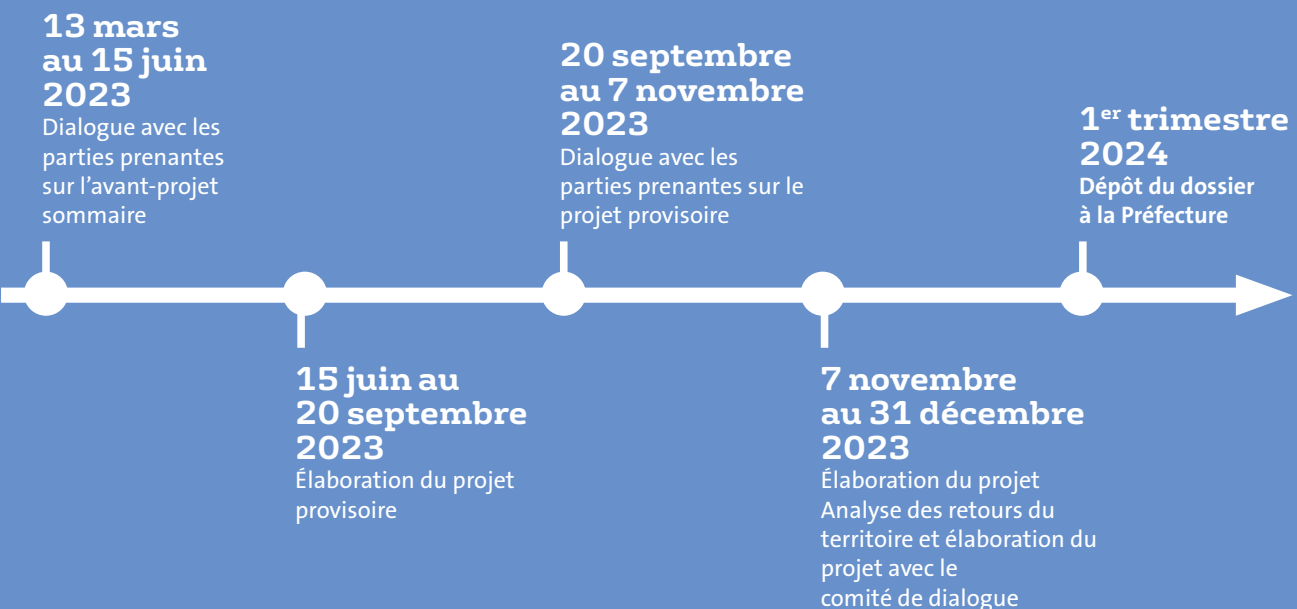 13 mars
au 15 juin
2023
Dialogue avec les
parties prenantes
sur l'avant-projet
sommaire
15 juin au
20 septembre
2023
Élaboration du projet
provisoire
20 septembre
au 7 novembre
2023
Dialogue avec les
parties prenantes sur le
projet provisoire
7 novembre
au 31 décembre
2023
Élaboration du projet
Analyse des retours du
territoire et élaboration du
projet avec le
comité de dialogue
1er trimestre
2024
Dépôt du dossier
à la Préfecture